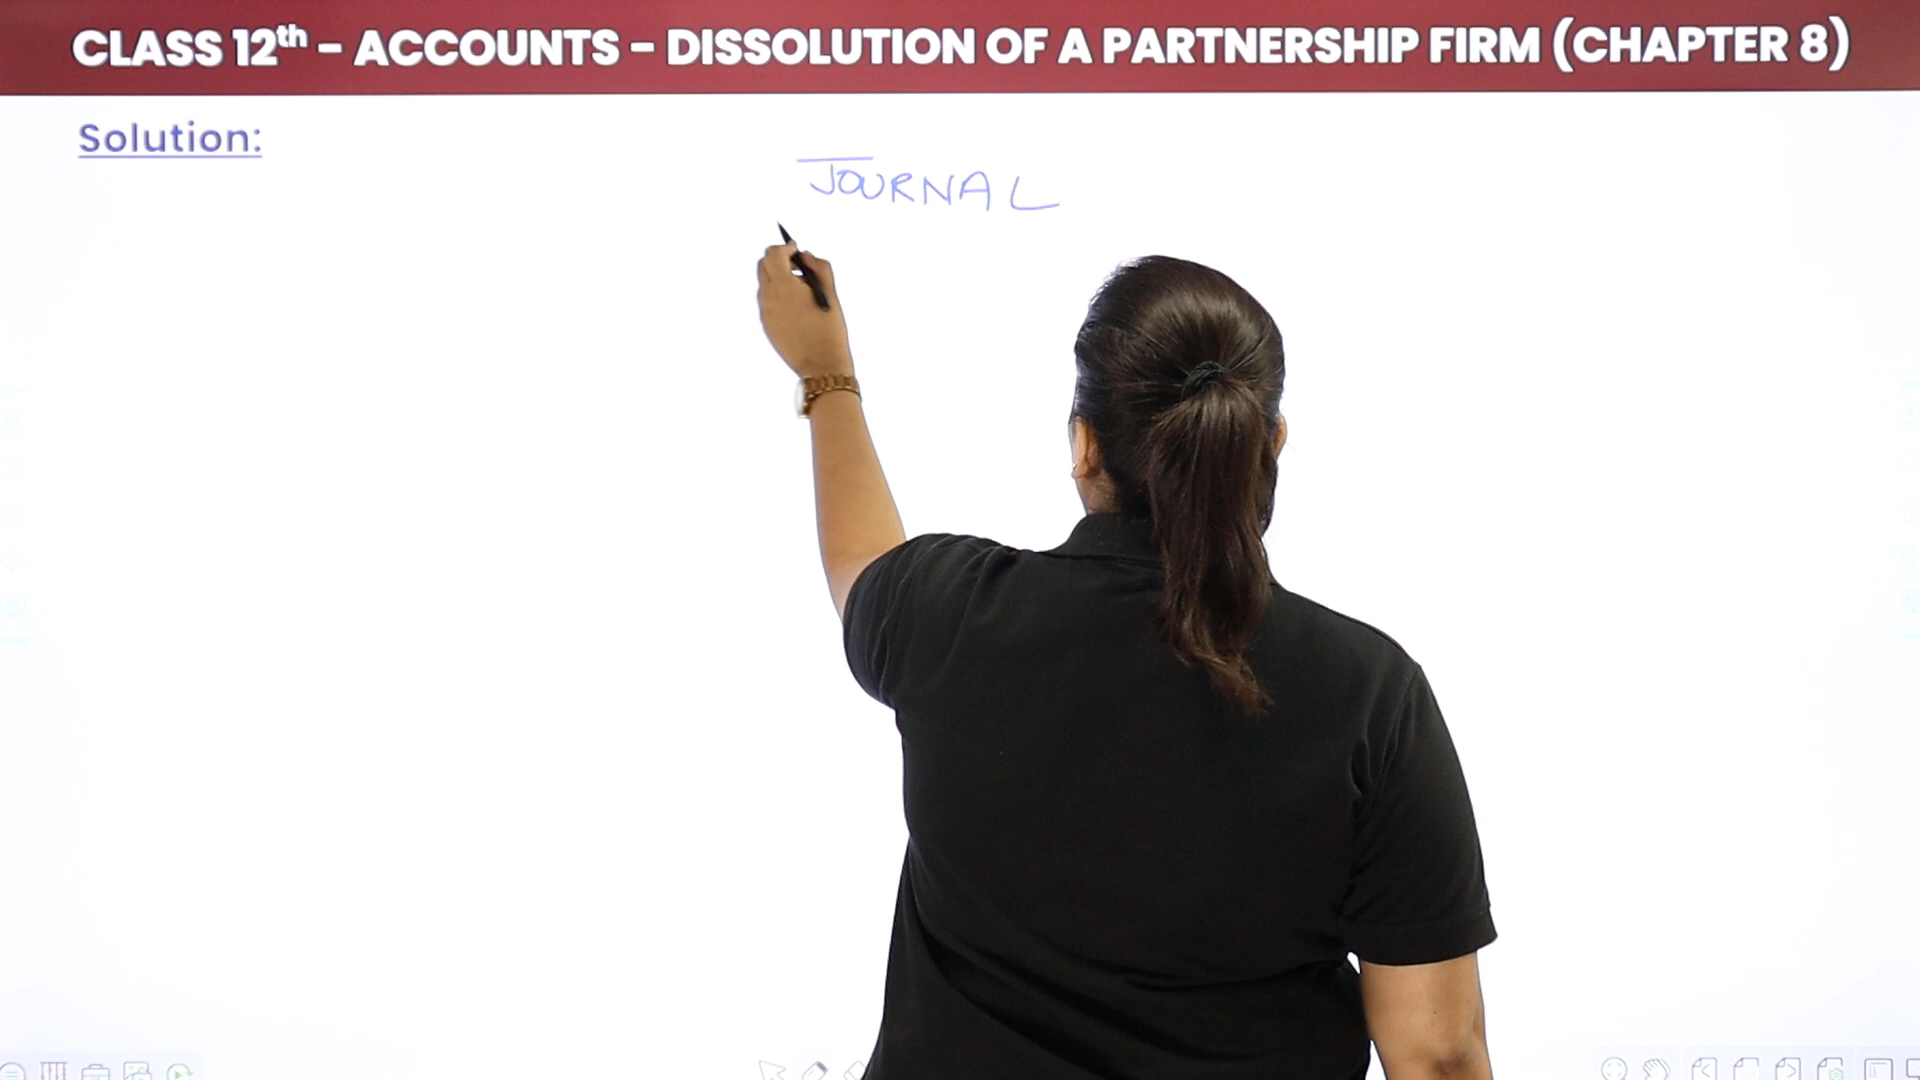 CLASS 12th - ACCOUNTS - DISSOLUTION OF A PARTNERSHIP FIRM (CHAPTER 8)
Solution:
JOURNAL